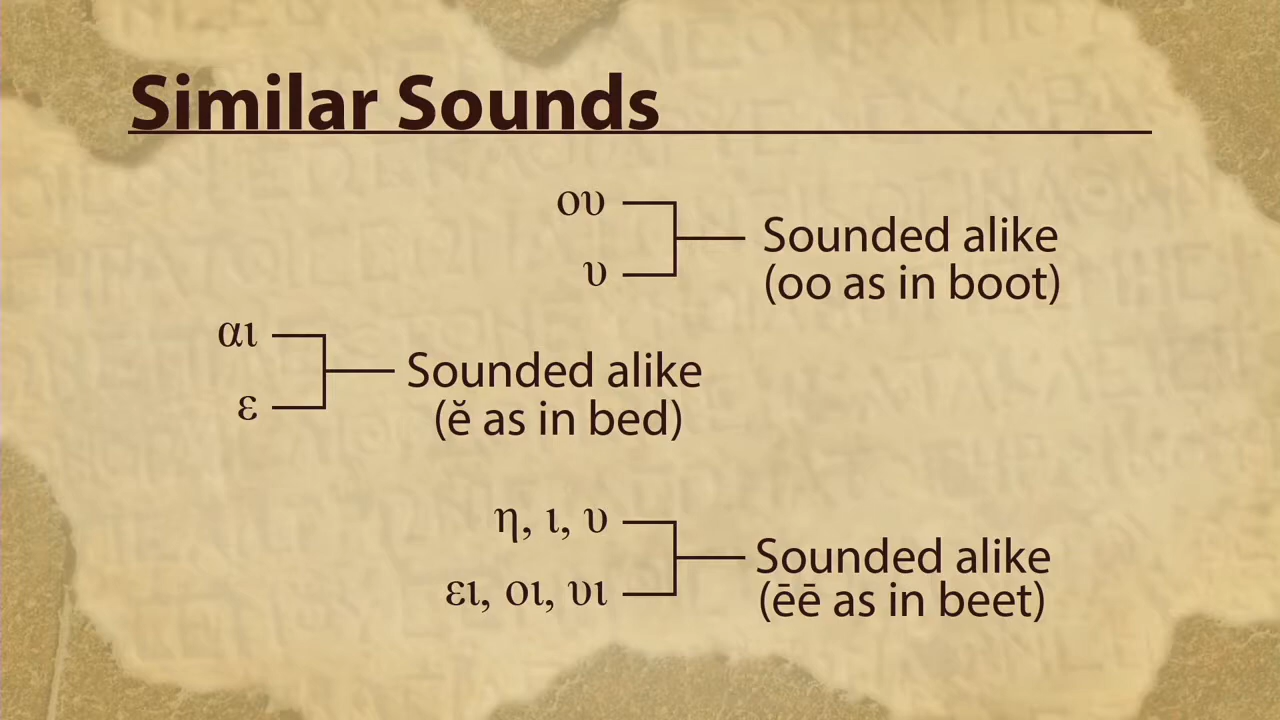 Similar Sounds
ου
υ
Sounded alike
(oo as in boot)
αι
ε
Sounded alike
(ĕ as in bed)
η, ι, υ
ει, οι, υι
Sounded alike
(ēē as in beet)